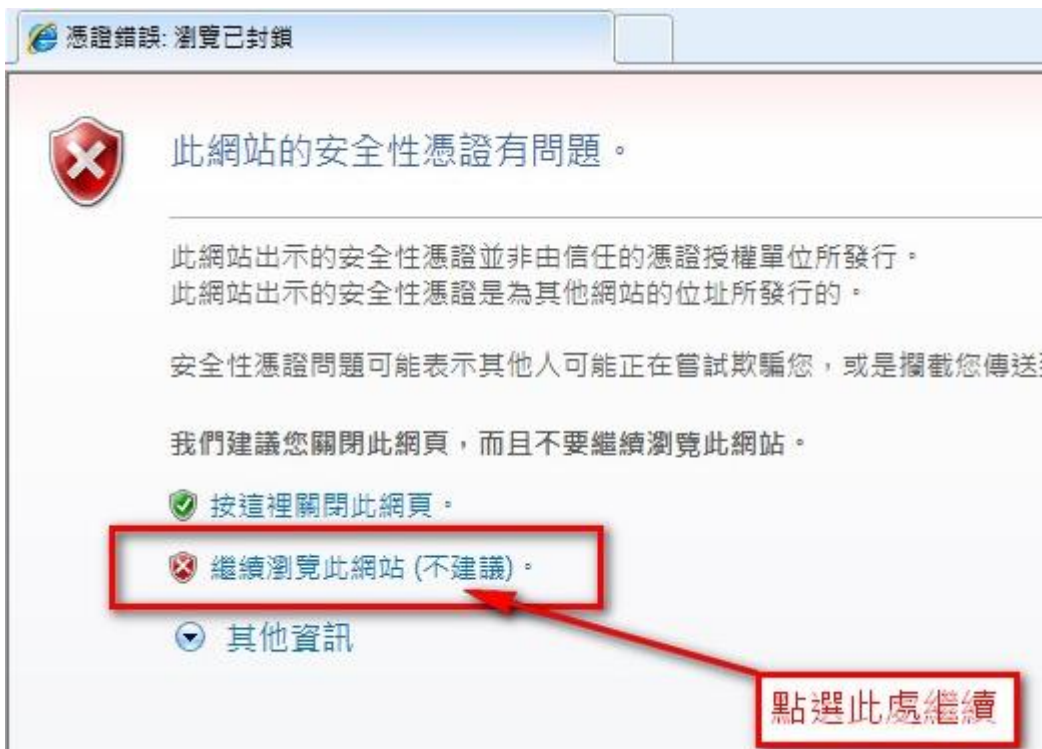 憑證錯誤: 瀏覽已封鎖
此網站的安全性憑證有問題。
此網站出示的安全性憑證並非由信任的憑證授權單位所發行。
此網站出示的安全性憑證是為其他網站的位址所發行的。
安全性憑證問題可能表示其他人可能正在嘗試欺騙您，或是攔截您傳送
我們建議您關閉此網頁，而且不要繼續瀏覽此網站。
按這裡關閉此網頁。
繼續瀏覽此網站 (不建議)。
其他資訊
點選此處繼續